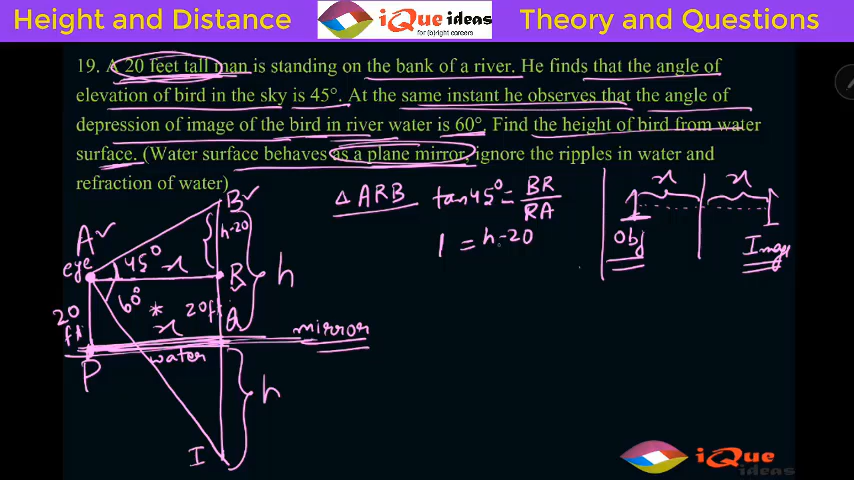 Height and Distance
iQue ideas
for (b)right careers
Theory and Questions
19. A 20 feet tall man is standing on the bank of a river. He finds that the angle of
elevation of bird in the sky is 45°. At the same instant he observes that the angle of
depression of image of the bird in river water is 60° Find the height of bird from water
surface. (Water surface behaves as a plane mirror, ignore the ripples in water and
refraction of water)
Δ ARB
tan45° = BR/RA
1 = h-20
x x
Obj
Image
B
A
eye
45°
x
h-20
R
h
60°
20 ft
x
20ft
Q
mirror
water
P
h
I
iQue
ideas